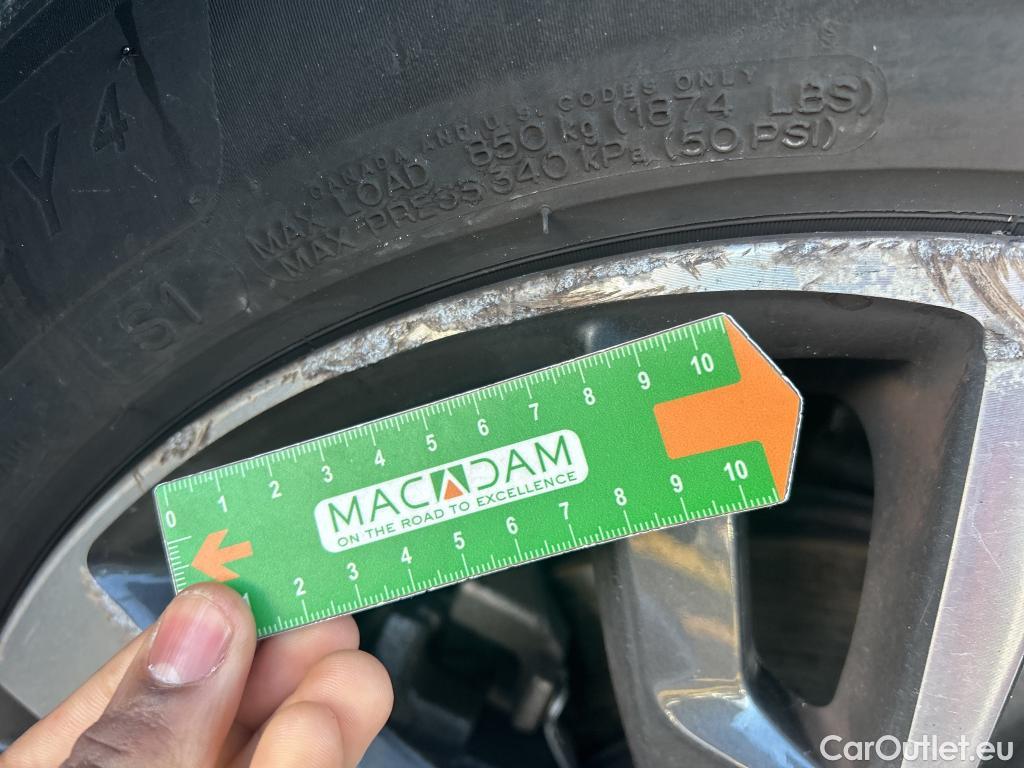 Y 4
CANADA AND U.S. CODES ONLY
MAX LOAD 850 kg (1874 LBS)
MAX PRESS 340 kPa (50 PSI)
S1
0 1 2 3 4 5 6 7 8 9 10
MACADAM
ON THE ROAD TO EXCELLENCE
1 2 3 4 5 6 7 8 9 10
CarOutlet.eu